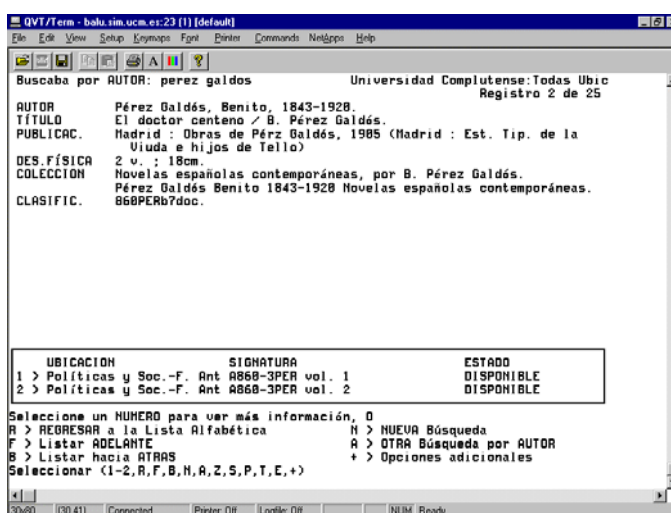 QVT/Term - balu.sim.ucm.es:23 (1) [default]
File Edit View Setup Keymaps Font Printer Commands NetApps Help
Buscaba por AUTOR: perez galdos Universidad Complutense:Todas Ubic
Registro 2 de 25
AUTOR Pérez Galdós, Benito, 1843-1920.
TÍTULO El doctor centeno / B. Pérez Galdós.
PUBLICAC. Madrid : Obras de Pérz Galdós, 1905 (Madrid : Est. Tip. de la
Viuda e hijos de Tello)
DES.FÍSICA 2 v. ; 18cm.
COLECCION Novelas españolas contemporáneas, por B. Pérez Galdós.
Pérez Galdós Benito 1843-1920 Novelas españolas contemporáneas.
CLASIFIC. 860PERb7doc.
UBICACION SIGNATURA ESTADO
1 > Políticas y Soc.-F. Ant A860-3PER vol. 1 DISPONIBLE
2 > Políticas y Soc.-F. Ant A860-3PER vol. 2 DISPONIBLE
Seleccione un NUMERO para ver más información, O
R > REGRESAR a la Lista Alfabética N > NUEVA Búsqueda
F > Listar ADELANTE A > OTRA Búsqueda por AUTOR
B > Listar hacia ATRAS + > Opciones adicionales
Seleccionar (1-2,R,F,B,N,A,Z,S,P,T,E,+)
30x80 (30,41) Connected Printer: Off Logfile: Off NUM Ready